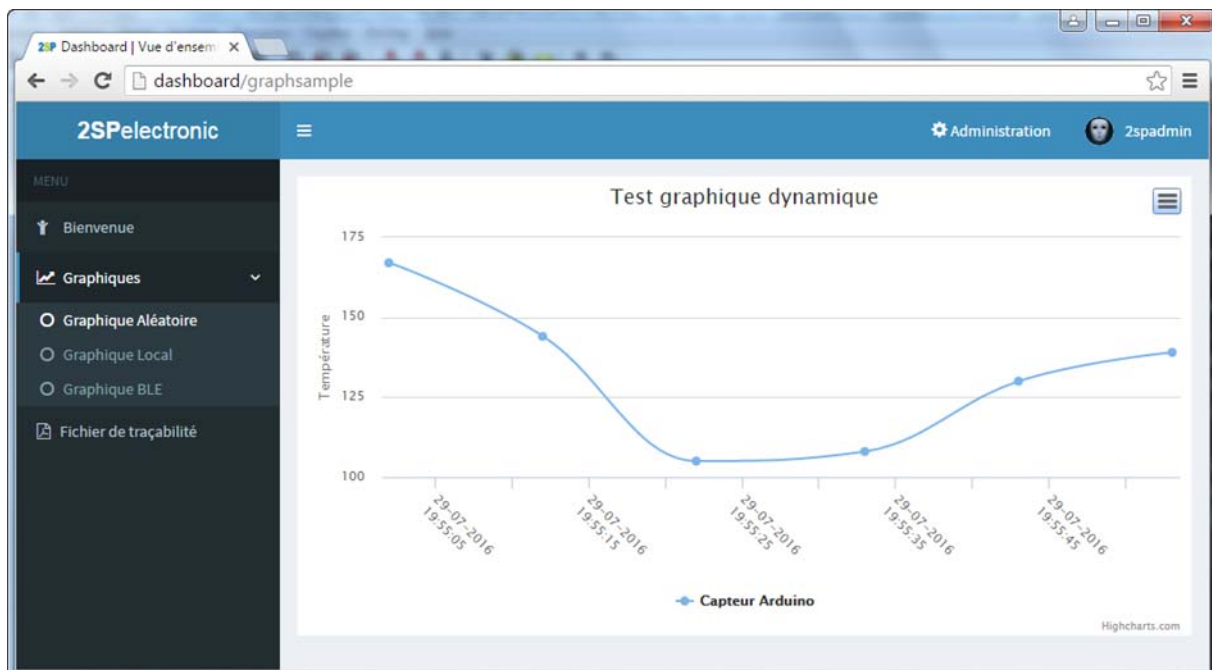 2SP Dashboard | Vue d'ensem
dashboard/graphsample
2SPelectronic
Administration
2spadmin
MENU
Bienvenue
Graphiques
Graphique Aléatoire
Graphique Local
Graphique BLE
Fichier de traçabilité
Test graphique dynamique
175
150
125
100
Température
29-07-2016
19:55:05
29-07-2016
19:55:15
29-07-2016
19:55:25
29-07-2016
19:55:35
29-07-2016
19:55:45
Capteur Arduino
Highcharts.com